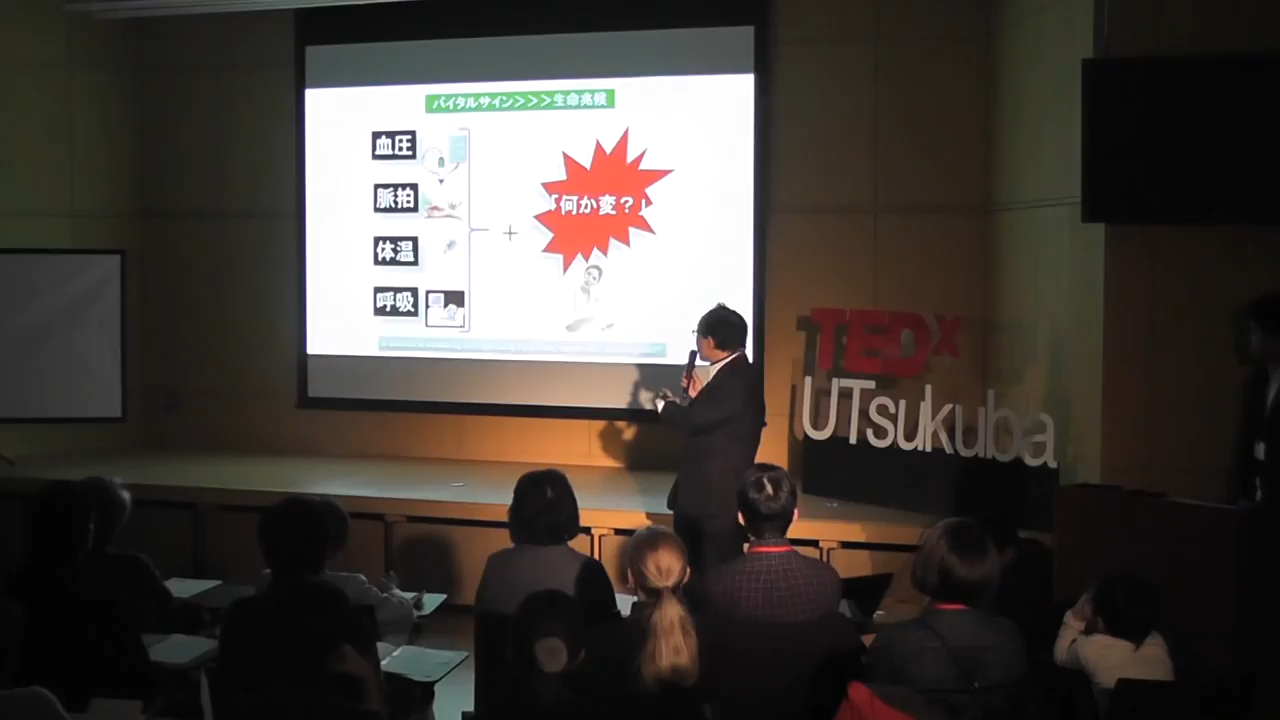 バイタルサイン>>>生命兆候
血圧
脈拍
体温
呼吸
+
「何か変？」
TEDx
UTsukuba